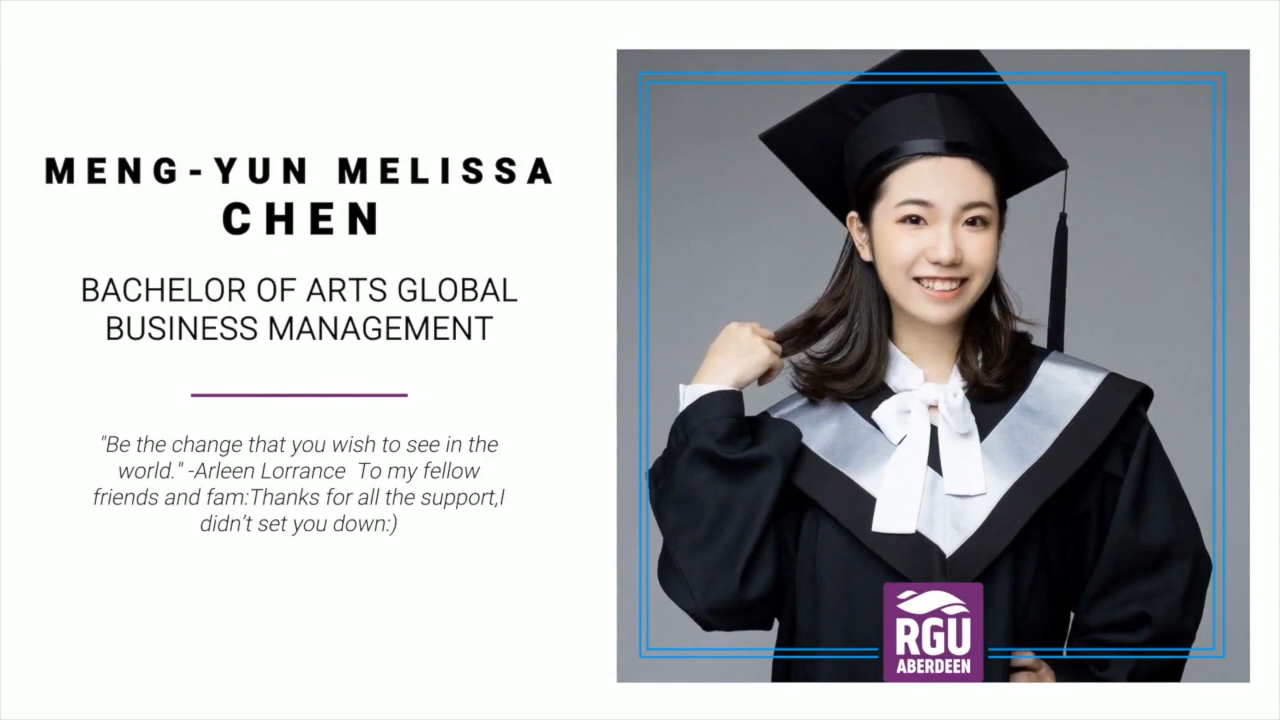 MENG-YUN MELISSA
CHEN
BACHELOR OF ARTS GLOBAL
BUSINESS MANAGEMENT
"Be the change that you wish to see in the
world." -Arleen Lorrance  To my fellow
friends and fam:Thanks for all the support,I
didn’t set you down:)
RGU
ABERDEEN